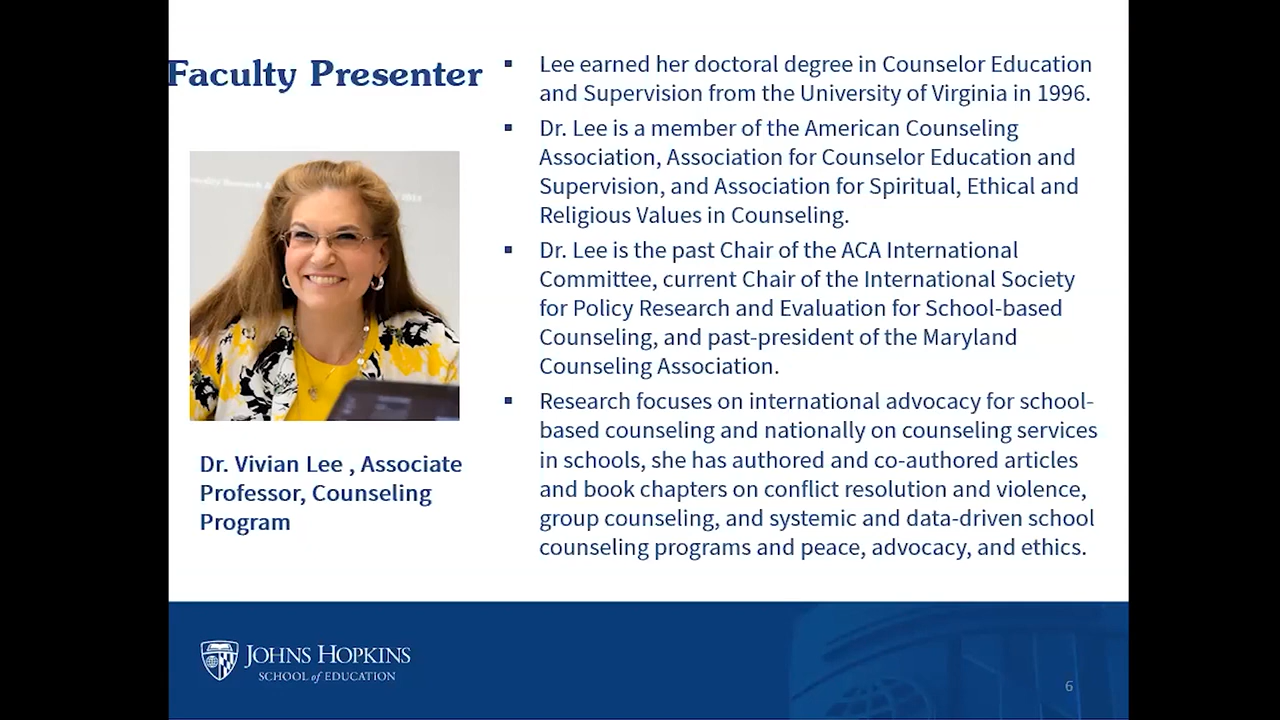 Faculty Presenter
Dr. Vivian Lee , Associate
Professor, Counseling
Program
▪ Lee earned her doctoral degree in Counselor Education
and Supervision from the University of Virginia in 1996.
▪ Dr. Lee is a member of the American Counseling
Association, Association for Counselor Education and
Supervision, and Association for Spiritual, Ethical and
Religious Values in Counseling.
▪ Dr. Lee is the past Chair of the ACA International
Committee, current Chair of the International Society
for Policy Research and Evaluation for School-based
Counseling, and past-president of the Maryland
Counseling Association.
▪ Research focuses on international advocacy for school-
based counseling and nationally on counseling services
in schools, she has authored and co-authored articles
and book chapters on conflict resolution and violence,
group counseling, and systemic and data-driven school
counseling programs and peace, advocacy, and ethics.
JOHNS HOPKINS
SCHOOL of EDUCATION
6